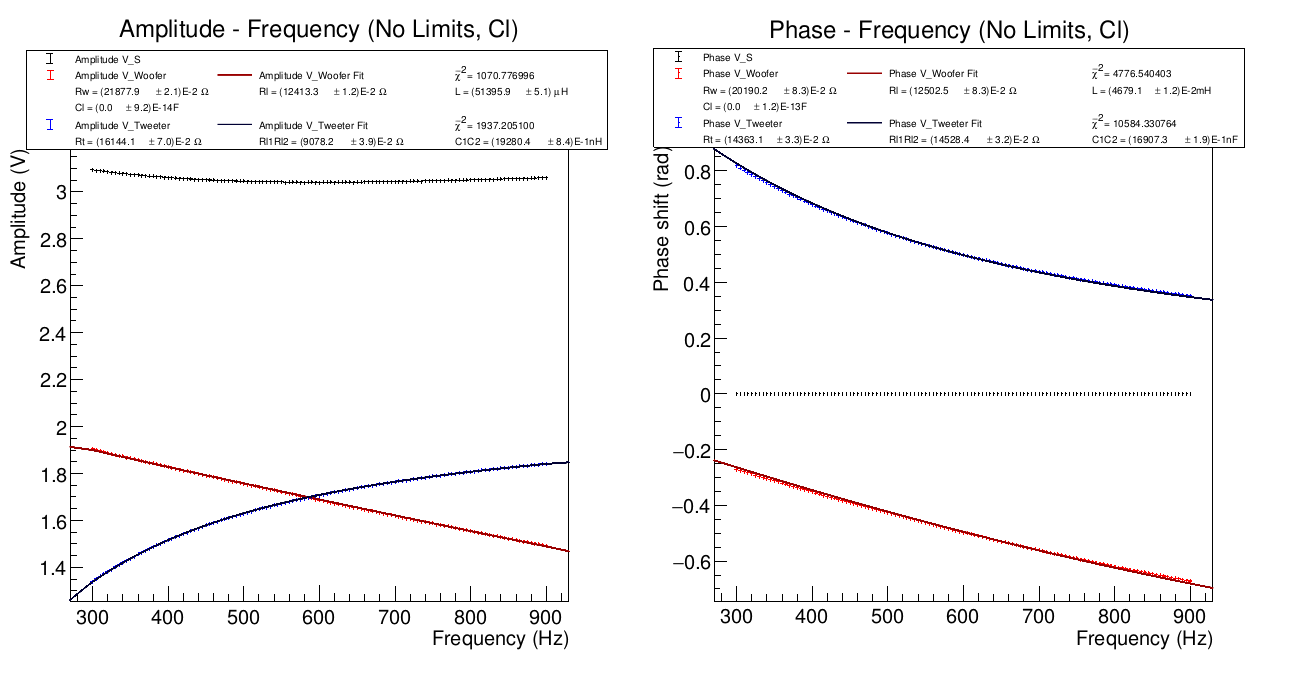 Amplitude - Frequency (No Limits, Cl)
Amplitude V_S
Amplitude V_Woofer Amplitude V_Woofer Fit χ̄²= 1070.776996
Rw = (21877.9 ± 2.1)E-2 Ω Rl = (12413.3 ± 1.2)E-2 Ω L = (51395.9 ± 5.1) μH
Cl = (0.0 ± 9.2)E-14F
Amplitude V_Tweeter Amplitude V_Tweeter Fit χ̄²= 1937.205100
Rt = (16144.1 ± 7.0)E-2 Ω Rl1Rl2 = (9078.2 ± 3.9)E-2 Ω C1C2 = (19280.4 ± 8.4)E-1nH
Amplitude (V)
3
2.8
2.6
2.4
2.2
2
1.8
1.6
1.4
300 400 500 600 700 800 900
Frequency (Hz)
Phase - Frequency (No Limits, Cl)
Phase V_S
Phase V_Woofer Phase V_Woofer Fit χ̄²= 4776.540403
Rw = (20190.2 ± 8.3)E-2 Ω Rl = (12502.5 ± 8.3)E-2 Ω L = (4679.1 ± 1.2)E-2mH
Cl = (0.0 ± 1.2)E-13F
Phase V_Tweeter Phase V_Tweeter Fit χ̄²= 10584.330764
Rt = (14363.1 ± 3.3)E-2 Ω Rl1Rl2 = (14528.4 ± 3.2)E-2 Ω C1C2 = (16907.3 ± 1.9)E-1nF
Phase shift (rad)
0.8
0.6
0.4
0.2
0
−0.2
−0.4
−0.6
300 400 500 600 700 800 900
Frequency (Hz)